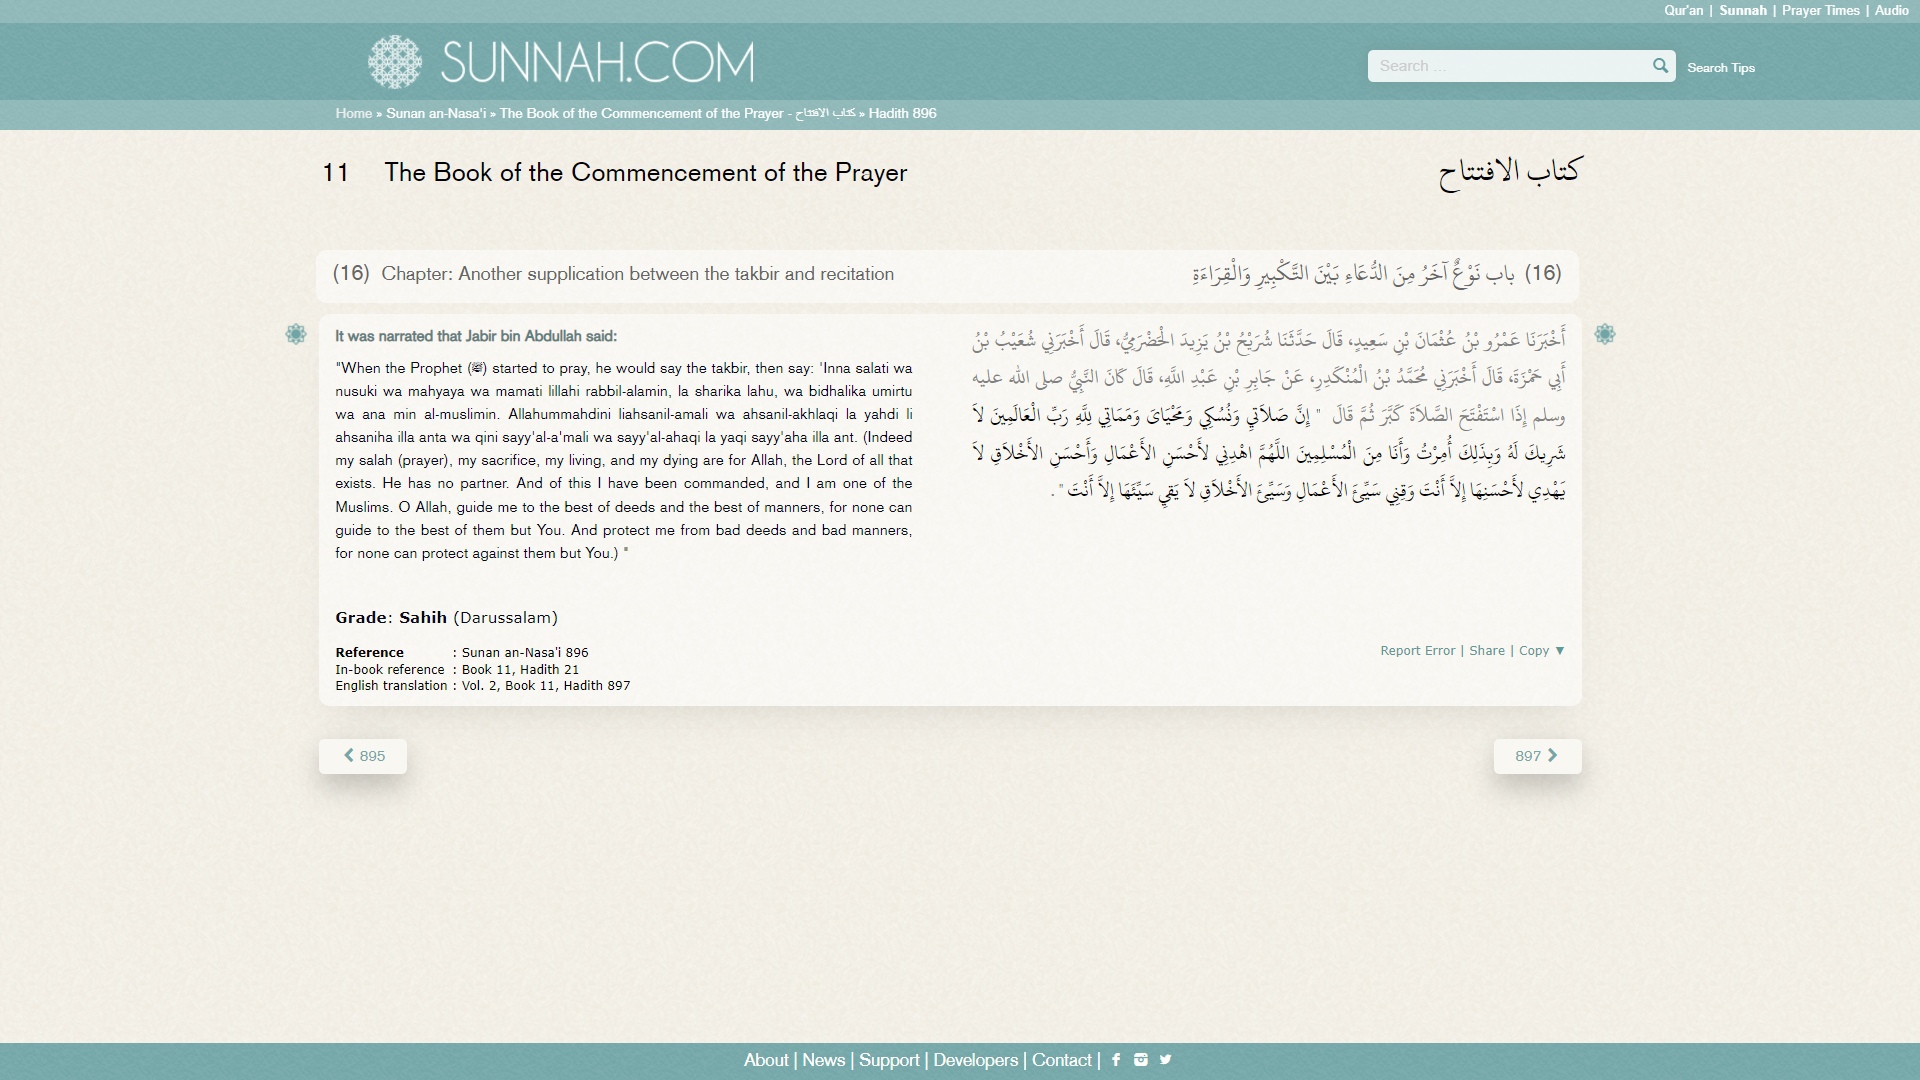 Qur'an | Sunnah | Prayer Times | Audio
SUNNAH.COM
Search ...
Search Tips
Home » Sunan an-Nasa'i » The Book of the Commencement of the Prayer - كتاب الافتتاح » Hadith 896
11 The Book of the Commencement of the Prayer
كتاب الافتتاح
(16) Chapter: Another supplication between the takbir and recitation
(16) باب نَوْعٌ آخَرُ مِنَ الدُّعَاءِ بَيْنَ التَّكْبِيرِ وَالْقِرَاءَةِ
It was narrated that Jabir bin Abdullah said:
"When the Prophet (ﷺ) started to pray, he would say the takbir, then say: 'Inna salati wa
nusuki wa mahyaya wa mamati lillahi rabbil-alamin, la sharika lahu, wa bidhalika umirtu
wa ana min al-muslimin. Allahummahdini liahsanil-amali wa ahsanil-akhlaqi la yahdi li
ahsaniha illa anta wa qini sayy'al-a'mali wa sayy'al-ahaqi la yaqi sayy'aha illa ant. (Indeed
my salah (prayer), my sacrifice, my living, and my dying are for Allah, the Lord of all that
exists. He has no partner. And of this I have been commanded, and I am one of the
Muslims. O Allah, guide me to the best of deeds and the best of manners, for none can
guide to the best of them but You. And protect me from bad deeds and bad manners,
for none can protect against them but You.) "
أَخْبَرَنَا عَمْرُو بْنُ عُثْمَانَ بْنِ سَعِيدٍ، قَالَ حَدَّثَنَا شُرَيْحُ بْنُ يَزِيدَ الْحَضْرَمِيُّ، قَالَ أَخْبَرَنِي شُعَيْبُ بْنُ
أَبِي حَمْزَةَ، قَالَ أَخْبَرَنِي مُحَمَّدُ بْنُ الْمُنْكَدِرِ، عَنْ جَابِرِ بْنِ عَبْدِ اللَّهِ، قَالَ كَانَ النَّبِيُّ صلى الله عليه
وسلم إِذَا اسْتَفْتَحَ الصَّلاَةَ كَبَّرَ ثُمَّ قَالَ " إِنَّ صَلاَتِي وَنُسُكِي وَمَحْيَاىَ وَمَمَاتِي لِلَّهِ رَبِّ الْعَالَمِينَ لاَ
شَرِيكَ لَهُ وَبِذَلِكَ أُمِرْتُ وَأَنَا مِنَ الْمُسْلِمِينَ اللَّهُمَّ اهْدِنِي لأَحْسَنِ الأَعْمَالِ وَأَحْسَنِ الأَخْلاَقِ لاَ
يَهْدِي لأَحْسَنِهَا إِلاَّ أَنْتَ وَقِنِي سَيِّئَ الأَعْمَالِ وَسَيِّئَ الأَخْلاَقِ لاَ يَقِي سَيِّئَهَا إِلاَّ أَنْتَ " .
Grade: Sahih (Darussalam)
Reference : Sunan an-Nasa'i 896
In-book reference : Book 11, Hadith 21
English translation : Vol. 2, Book 11, Hadith 897
Report Error | Share | Copy ▼
895
897
About | News | Support | Developers | Contact |